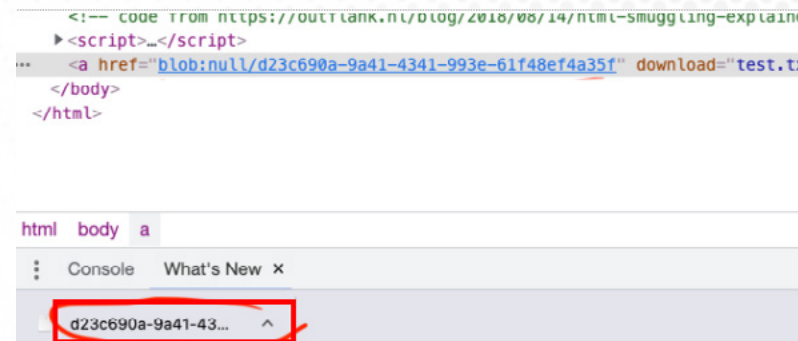 <!-- code from https://outflank.nl/blog/2018/08/14/html-smuggling-explaine
▶<script>…</script>
… <a href="blob:null/d23c690a-9a41-4341-993e-61f48ef4a35f" download="test.tx
</body>
</html>
html body a
⋮ Console What's New ×
d23c690a-9a41-43... ^